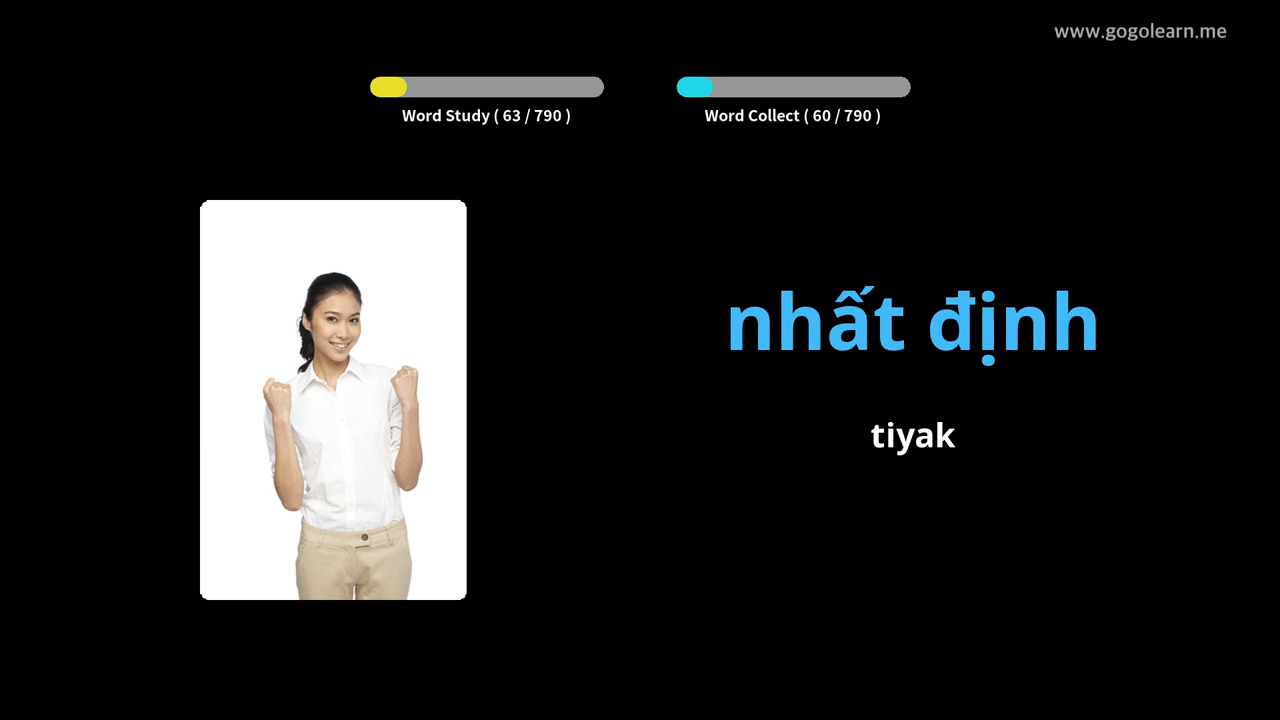 www.gogolearn.me
Word Study ( 63 / 790 )
Word Collect ( 60 / 790 )
nhất định
tiyak